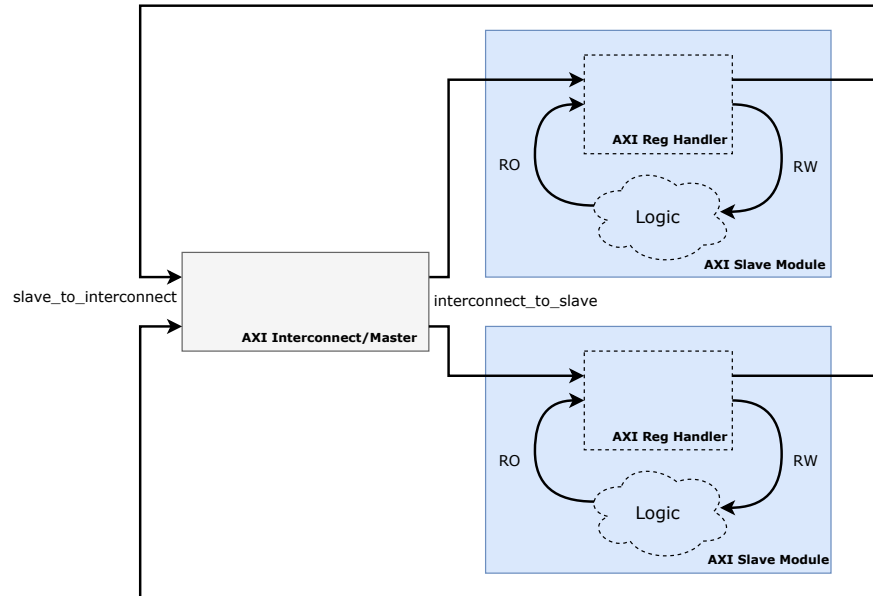 AXI Reg Handler
RO
RW
Logic
AXI Slave Module
slave_to_interconnect
interconnect_to_slave
AXI Interconnect/Master
AXI Reg Handler
RO
RW
Logic
AXI Slave Module